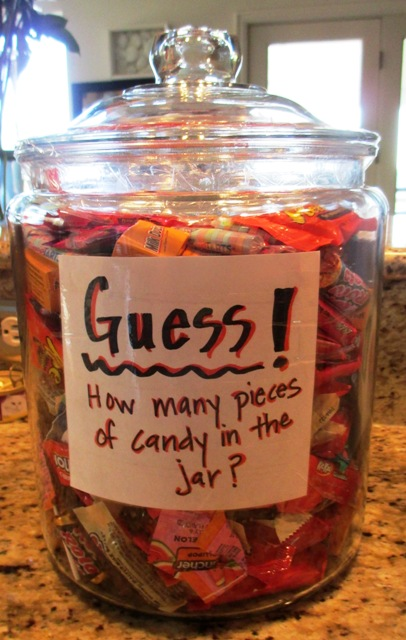 Guess!
How many pieces
of candy in the
jar?